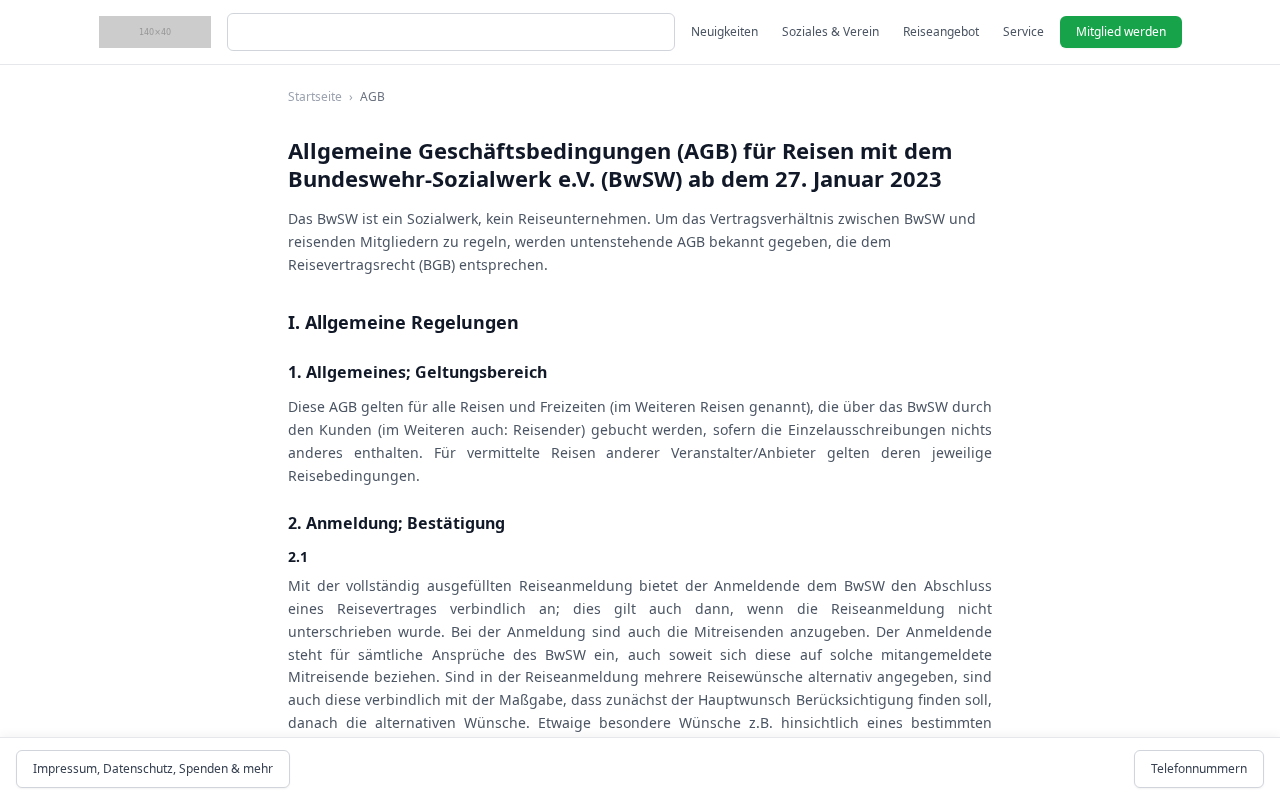 140×40
Neuigkeiten
Soziales & Verein
Reiseangebot
Service
Mitglied werden
Startseite › AGB
Allgemeine Geschäftsbedingungen (AGB) für Reisen mit dem
Bundeswehr-Sozialwerk e.V. (BwSW) ab dem 27. Januar 2023
Das BwSW ist ein Sozialwerk, kein Reiseunternehmen. Um das Vertragsverhältnis zwischen BwSW und
reisenden Mitgliedern zu regeln, werden untenstehende AGB bekannt gegeben, die dem
Reisevertragsrecht (BGB) entsprechen.
I. Allgemeine Regelungen
1. Allgemeines; Geltungsbereich
Diese AGB gelten für alle Reisen und Freizeiten (im Weiteren Reisen genannt), die über das BwSW durch
den Kunden (im Weiteren auch: Reisender) gebucht werden, sofern die Einzelausschreibungen nichts
anderes enthalten. Für vermittelte Reisen anderer Veranstalter/Anbieter gelten deren jeweilige
Reisebedingungen.
2. Anmeldung; Bestätigung
2.1
Mit der vollständig ausgefüllten Reiseanmeldung bietet der Anmeldende dem BwSW den Abschluss
eines Reisevertrages verbindlich an; dies gilt auch dann, wenn die Reiseanmeldung nicht
unterschrieben wurde. Bei der Anmeldung sind auch die Mitreisenden anzugeben. Der Anmeldende
steht für sämtliche Ansprüche des BwSW ein, auch soweit sich diese auf solche mitangemeldete
Mitreisende beziehen. Sind in der Reiseanmeldung mehrere Reisewünsche alternativ angegeben, sind
auch diese verbindlich mit der Maßgabe, dass zunächst der Hauptwunsch Berücksichtigung finden soll,
danach die alternativen Wünsche. Etwaige besondere Wünsche z.B. hinsichtlich eines bestimmten
Impressum, Datenschutz, Spenden & mehr
Telefonnummern